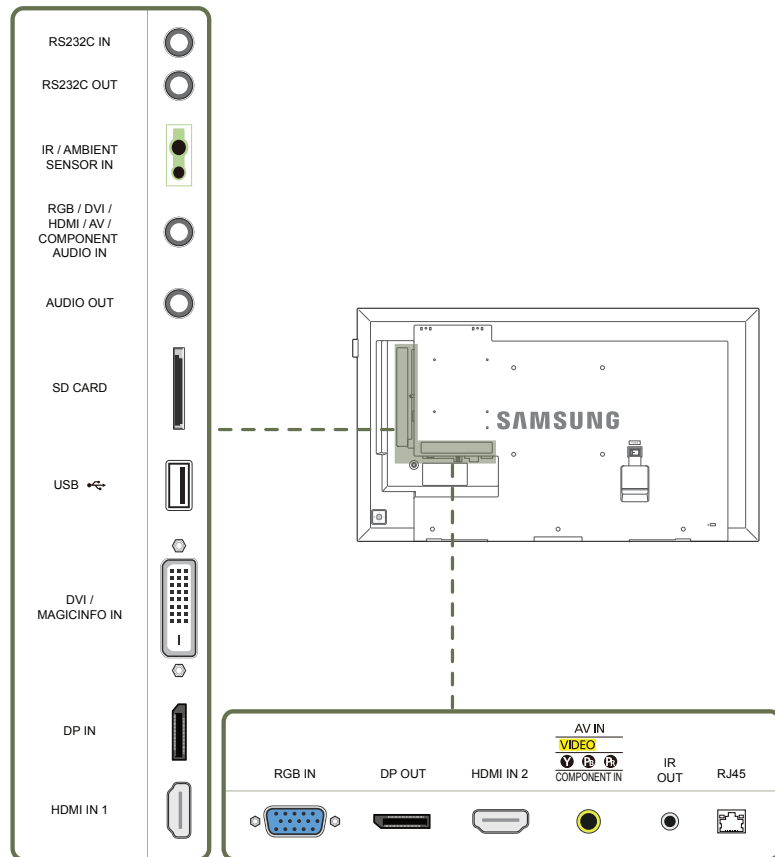 RS232C IN
RS232C OUT
IR / AMBIENT
SENSOR IN
RGB / DVI /
HDMI / AV /
COMPONENT
AUDIO IN
AUDIO OUT
SD CARD
USB
DVI /
MAGICINFO IN
DP IN
HDMI IN 1
SAMSUNG
RGB IN
DP OUT
HDMI IN 2
AV IN
VIDEO
Y PB PR
COMPONENT IN
IR
OUT
RJ45